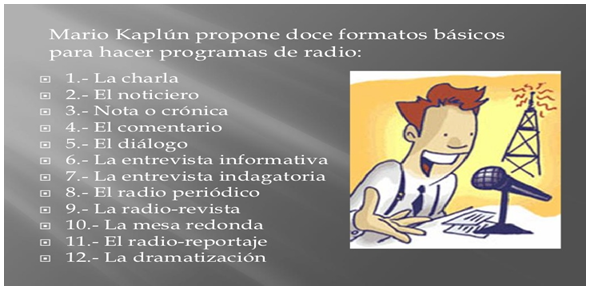 Mario Kaplún propone doce formatos básicos
para hacer programas de radio:
1.- La charla
2.- El noticiero
3.- Nota o crónica
4.- El comentario
5.- El diálogo
6.- La entrevista informativa
7.- La entrevista indagatoria
8.- El radio periódico
9.- La radio-revista
10.- La mesa redonda
11.- El radio-reportaje
12.- La dramatización